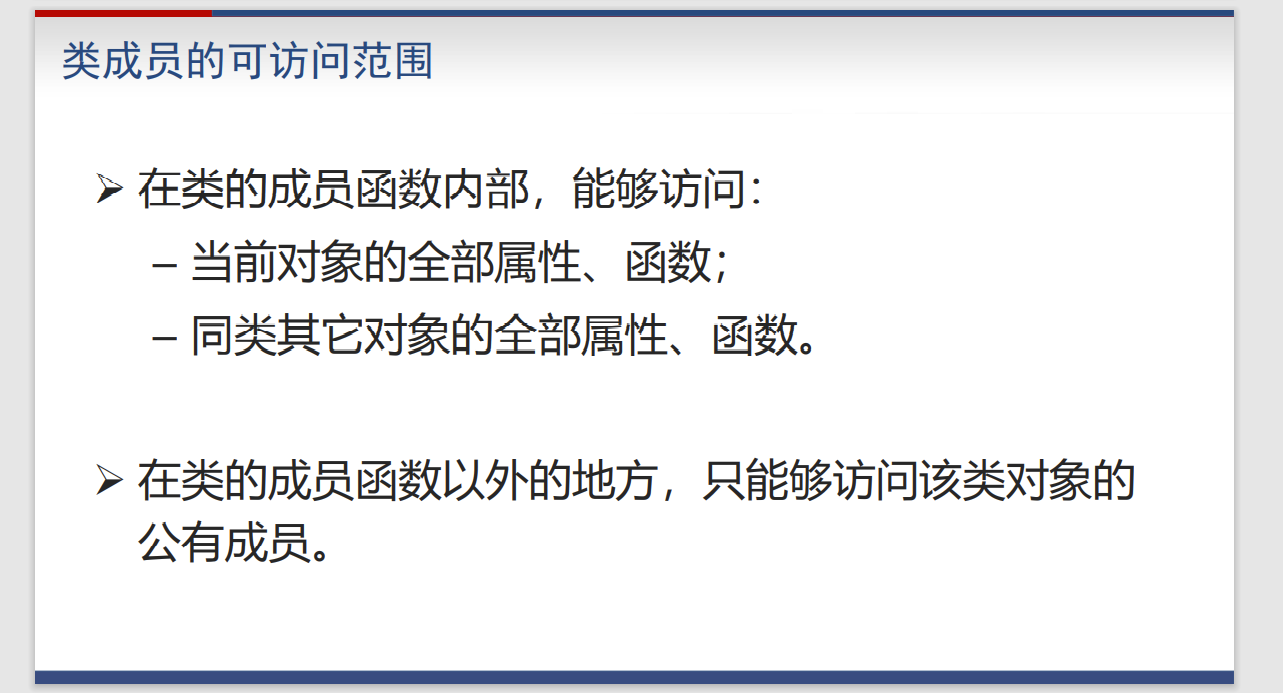 类成员的可访问范围
➢ 在类的成员函数内部，能够访问：
– 当前对象的全部属性、函数；
– 同类其它对象的全部属性、函数。
➢ 在类的成员函数以外的地方，只能够访问该类对象的
公有成员。